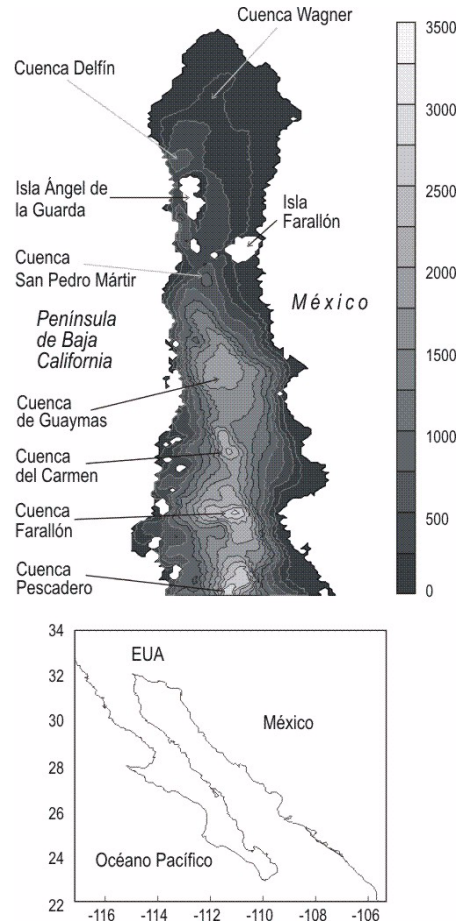 Cuenca Wagner
Cuenca Delfín
Isla Ángel de
la Guarda
Isla
Farallón
Cuenca
San Pedro Mártir
México
Península
de Baja
California
Cuenca
de Guaymas
Cuenca
del Carmen
Cuenca
Farallón
Cuenca
Pescadero
3500
3000
2500
2000
1500
1000
500
0
34
32
30
28
26
24
22
EUA
México
Océano Pacífico
-116 -114 -112 -110 -108 -106